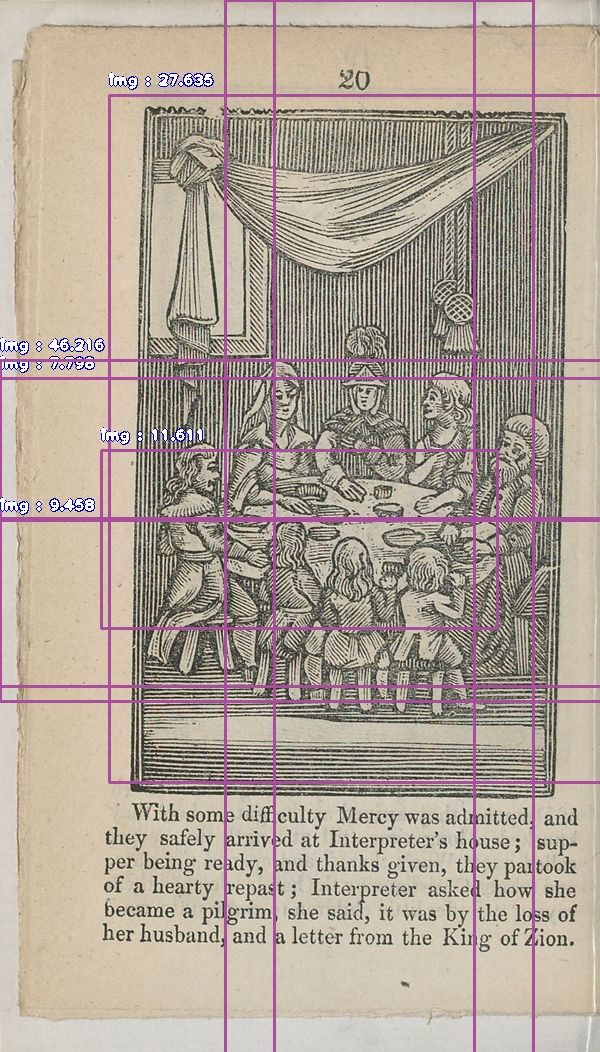 img : 27.635
20
img : 46.216
img : 7.798
img : 11.611
img : 9.458
With some difficulty Mercy was admitted, and
they safely arrived at Interpreter's house; sup-
per being ready, and thanks given, they partook
of a hearty repast; Interpreter asked how she
became a pilgrim, she said, it was by the loss of
her husband, and a letter from the King of Zion.